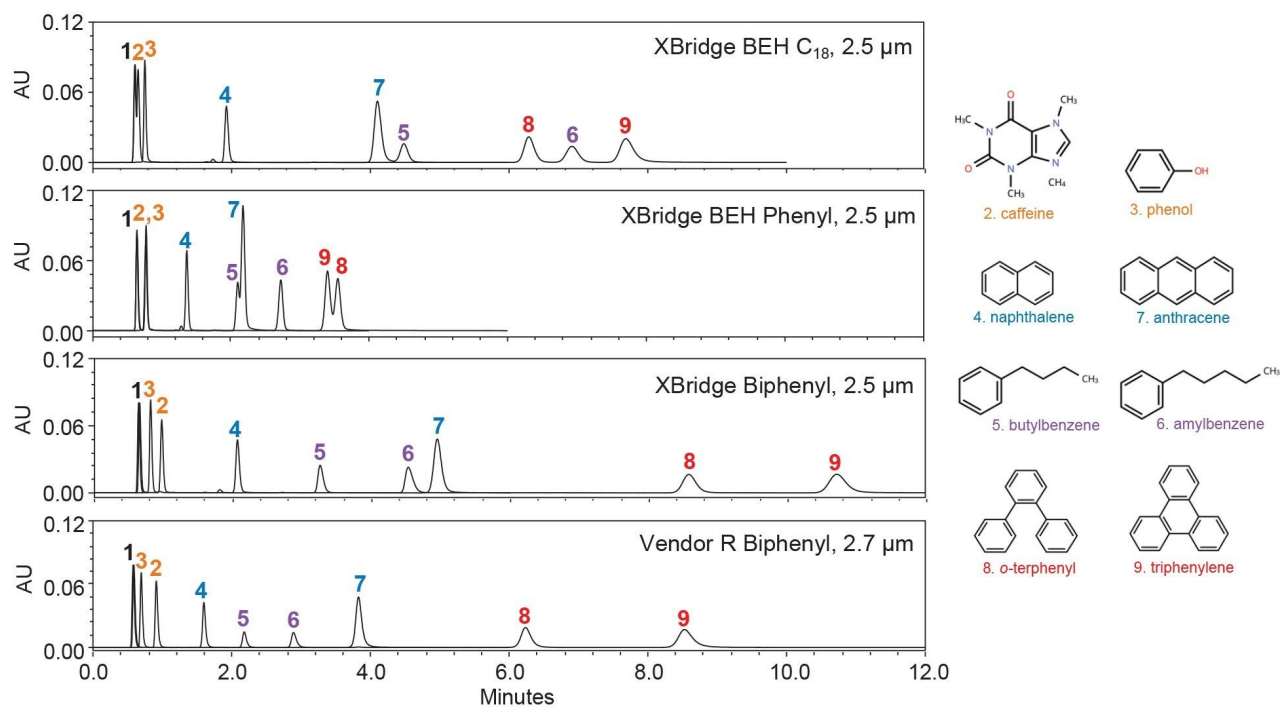 0.12
0.06
0.00
AU
1 2 3
4
7
5
8
6
9
XBridge BEH C18, 2.5 µm
0.12
0.06
0.00
AU
1 2,3
4
5
7
6
9
8
XBridge BEH Phenyl, 2.5 µm
0.12
0.06
0.00
AU
1 3 2
4
5
6
7
8
9
XBridge Biphenyl, 2.5 µm
0.12
0.06
0.00
AU
1 3 2
4
5
6
7
8
9
Vendor R Biphenyl, 2.7 µm
0.0 2.0 4.0 6.0 8.0 10.0 12.0
Minutes
O
CH₃
H₃C
N
N
O
N
N
CH₃
CH₄
2. caffeine
OH
3. phenol
4. naphthalene
7. anthracene
CH₃
5. butylbenzene
CH₃
6. amylbenzene
8. o-terphenyl
9. triphenylene